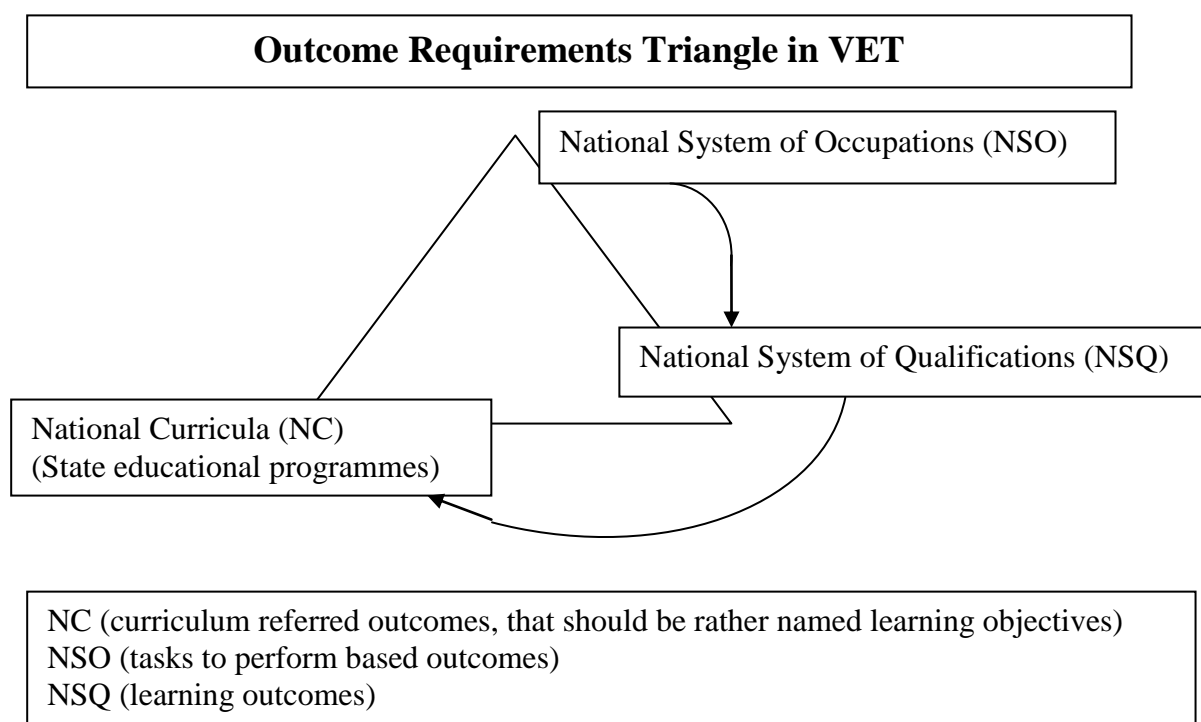 Outcome Requirements Triangle in VET
National System of Occupations (NSO)
National System of Qualifications (NSQ)
National Curricula (NC)
(State educational programmes)
NC (curriculum referred outcomes, that should be rather named learning objectives)
NSO (tasks to perform based outcomes)
NSQ (learning outcomes)